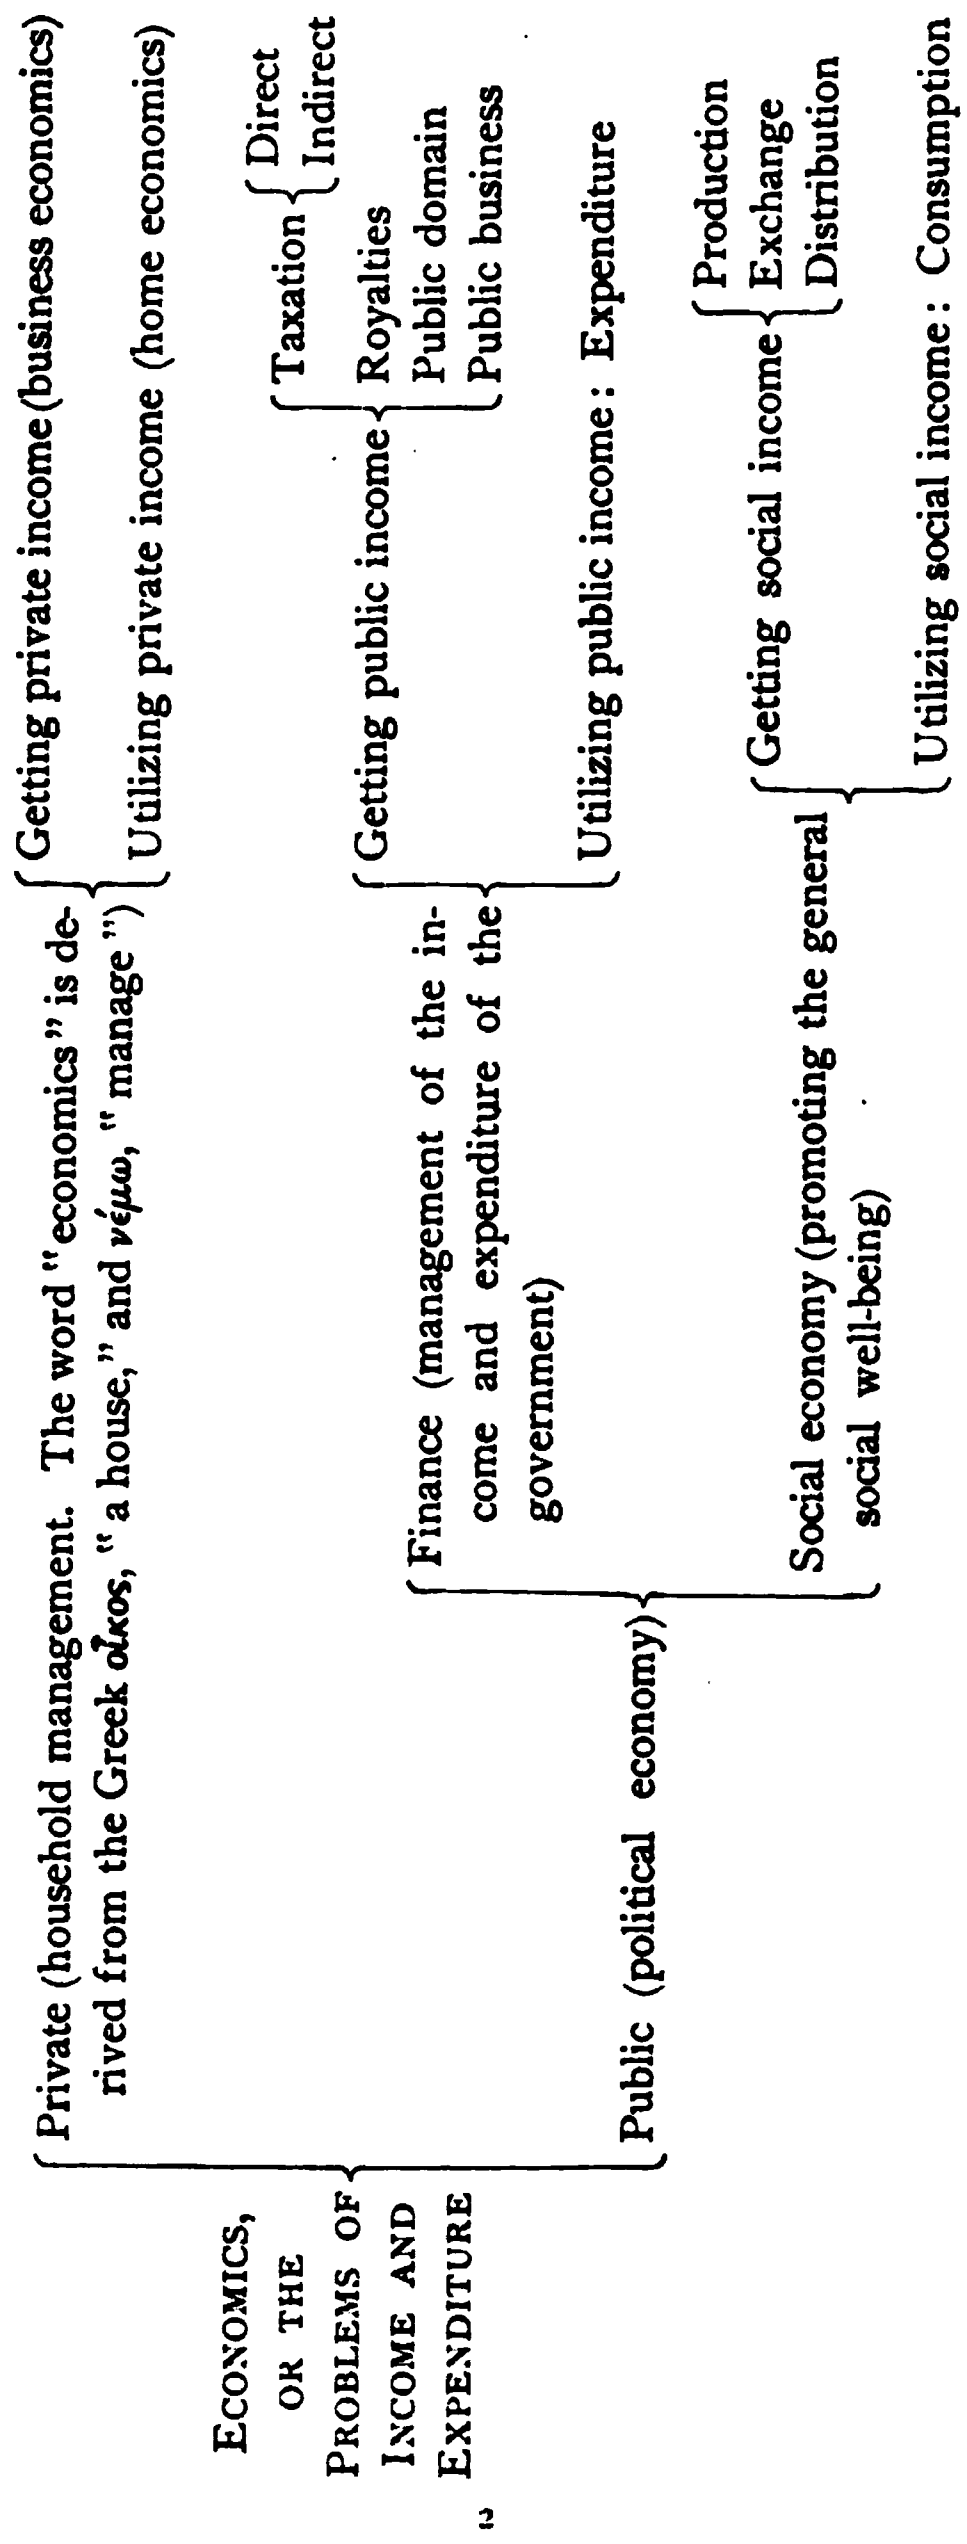 ECONOMICS,
OR THE
PROBLEMS OF
INCOME AND
EXPENDITURE
Private (household management. The word "economics" is de-
rived from the Greek οἶκος, "a house," and νέμω, "manage")
Getting private income (business economics)
Utilizing private income (home economics)
Public (political economy)
Finance (management of the in-
come and expenditure of the
government)
Getting public income
Taxation
Direct
Indirect
Royalties
Public domain
Public business
Utilizing public income: Expenditure
Social economy (promoting the general
social well-being)
Getting social income
Production
Exchange
Distribution
Utilizing social income: Consumption